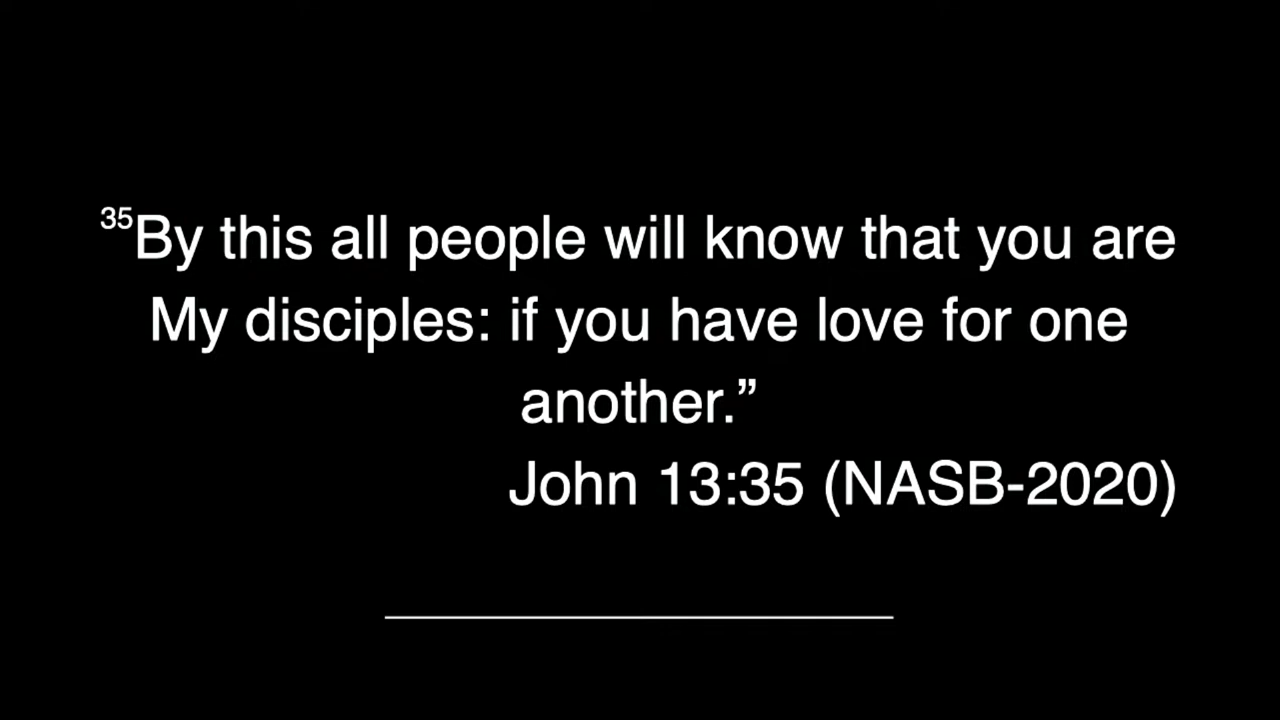 35By this all people will know that you are
My disciples: if you have love for one
another.”
John 13:35 (NASB-2020)